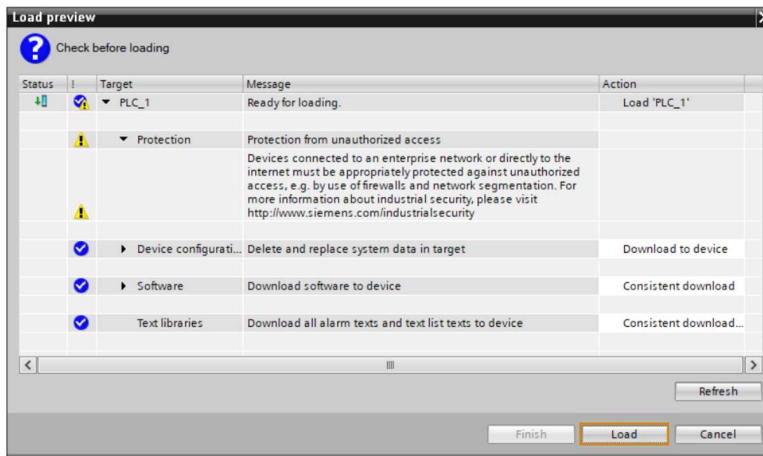 Load preview
Check before loading
Status ! Target Message Action
PLC_1 Ready for loading. Load 'PLC_1'
Protection Protection from unauthorized access
Devices connected to an enterprise network or directly to the
internet must be appropriately protected against unauthorized
access, e.g. by use of firewalls and network segmentation. For
more information about industrial security, please visit
http://www.siemens.com/industrialsecurity
Device configurati... Delete and replace system data in target Download to device
Software Download software to device Consistent download
Text libraries Download all alarm texts and text list texts to device Consistent download...
Refresh
Finish Load Cancel